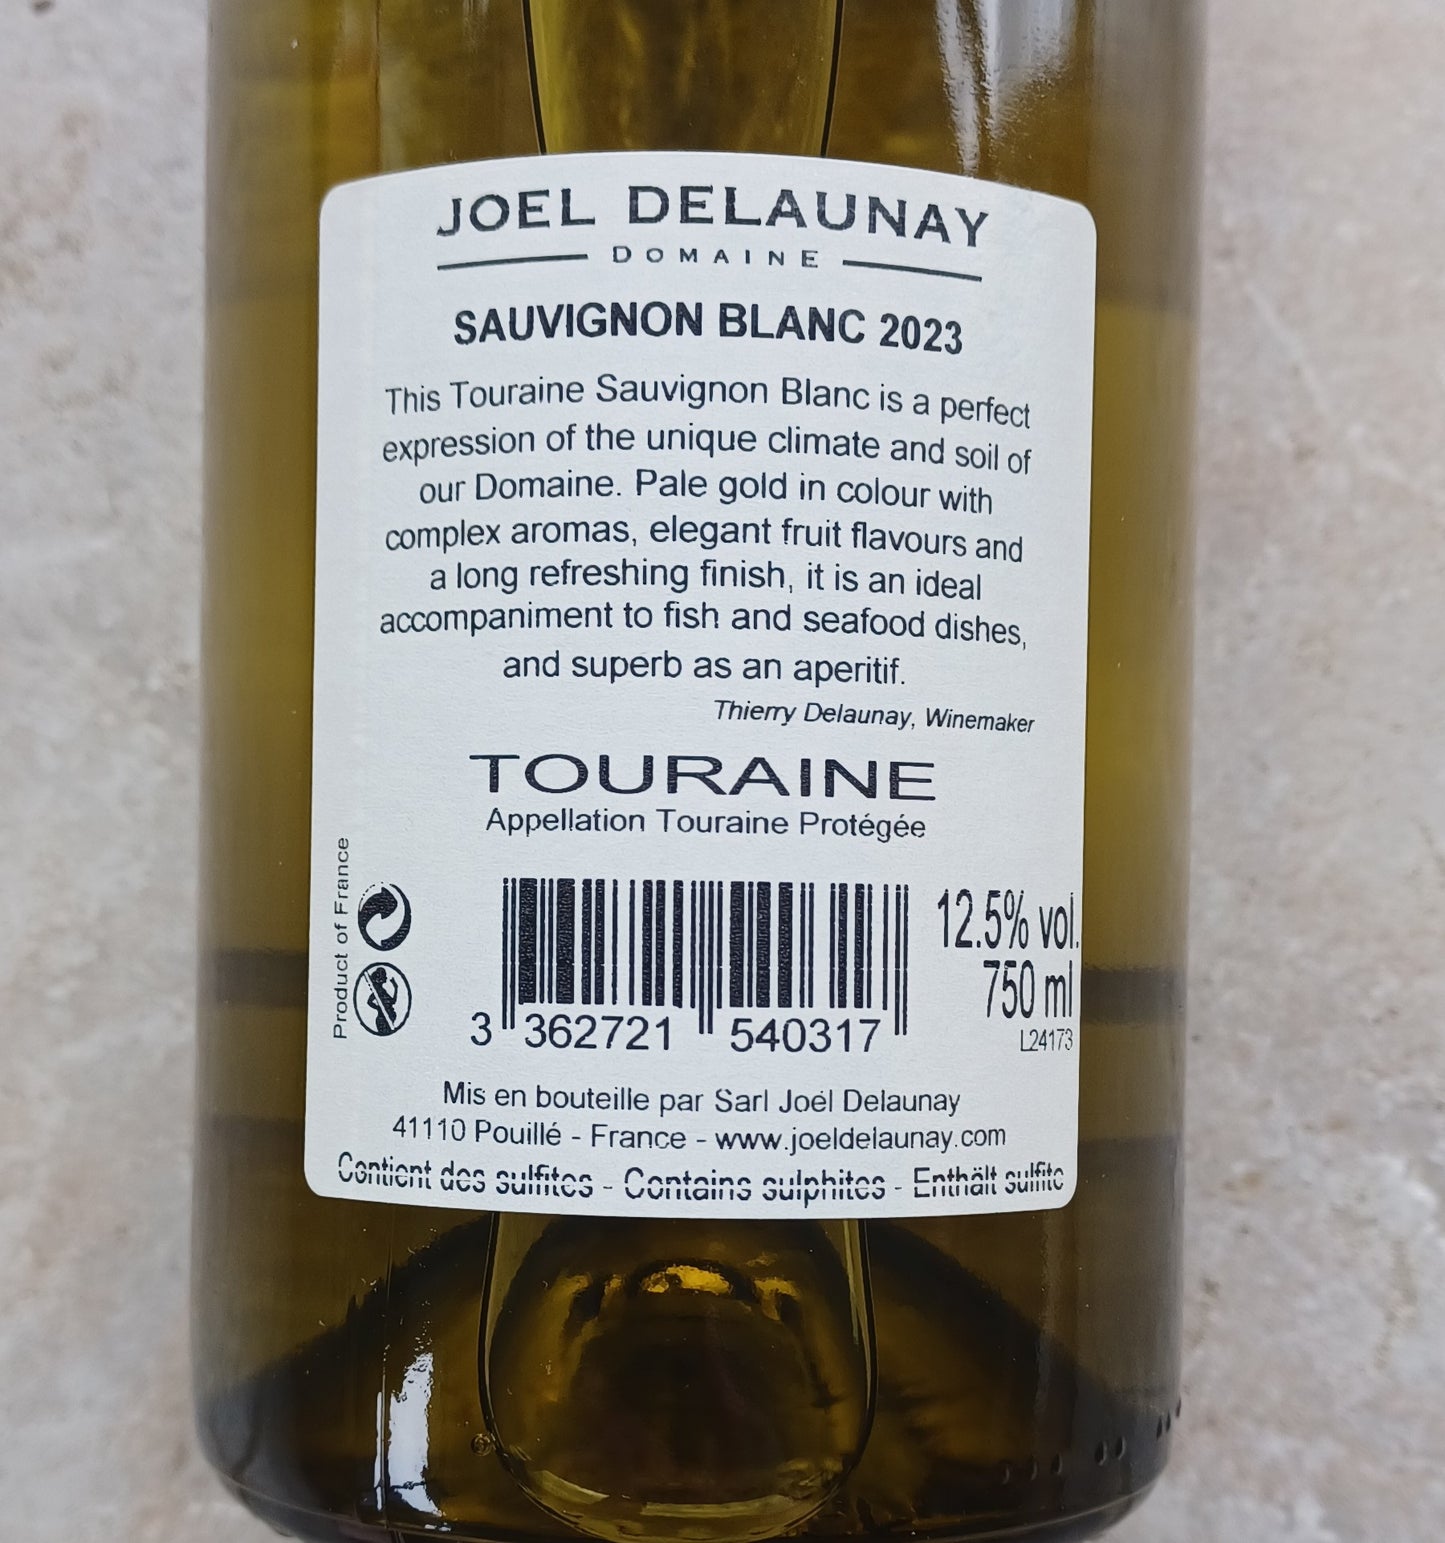 JOEL DELAUNAY
DOMAINE
SAUVIGNON BLANC 2023
This Touraine Sauvignon Blanc is a perfect
expression of the unique climate and soil of
our Domaine. Pale gold in colour with
complex aromas, elegant fruit flavours and
a long refreshing finish, it is an ideal
accompaniment to fish and seafood dishes,
and superb as an aperitif.
Thierry Delaunay, Winemaker
TOURAINE
Appellation Touraine Protégée
Product of France
12.5% vol.
750 ml
L24173
3 362721 540317
Mis en bouteille par Sarl Joël Delaunay
41110 Pouillé - France - www.joeldelaunay.com
Contient des sulfites - Contains sulphites - Enthält sulfite